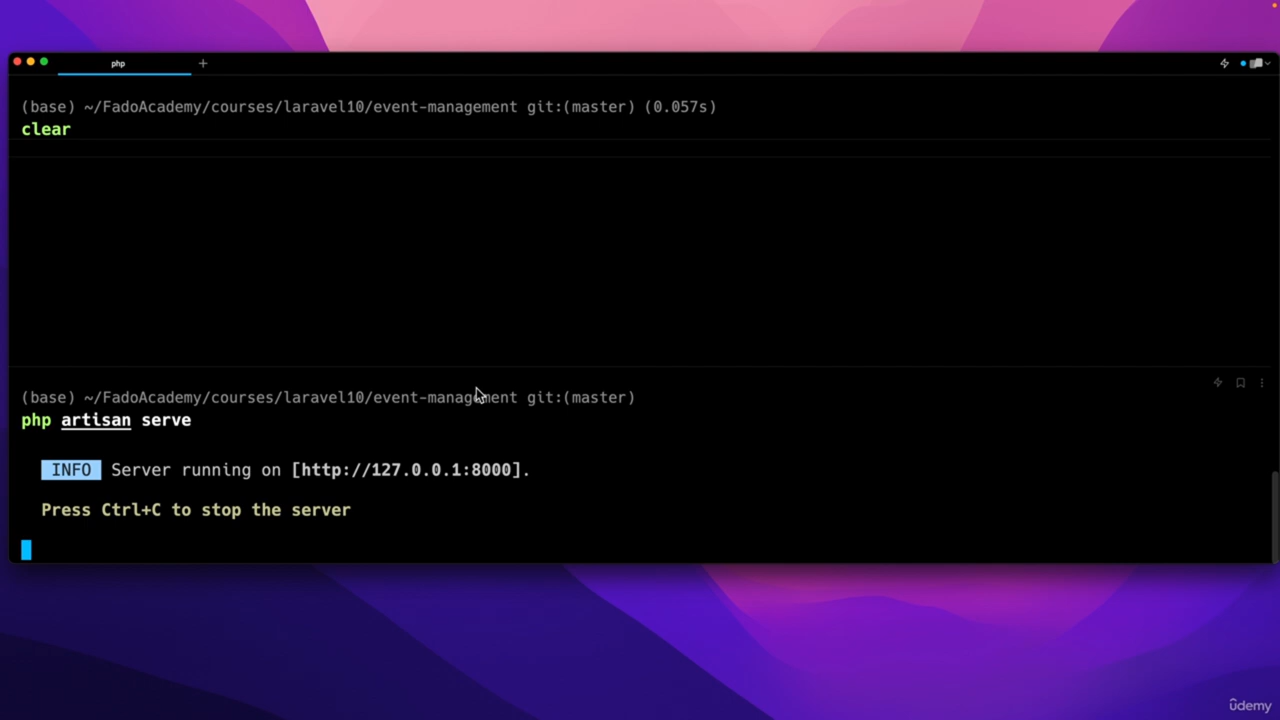 php
(base) ~/FadoAcademy/courses/laravel10/event-management git:(master) (0.057s)
clear
(base) ~/FadoAcademy/courses/laravel10/event-management git:(master)
php artisan serve
INFO Server running on [http://127.0.0.1:8000].
Press Ctrl+C to stop the server
ûdemy